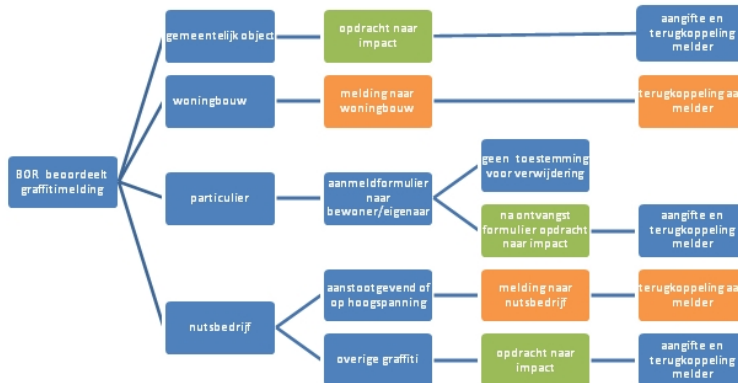 gemeentelijk object
opdracht naar
impact
aangifte en
terugkoppeling
melder
woningbouw
melding naar
woningbouw
terugkoppeling aa
melder
BOR beoordeelt
graffitimelding
particulier
aanmeldformulier
naar
bewoner/eigenaar
geen toestemming
voor verwijdering
na ontvangst
formulier opdracht
naar impact
aangifte en
terugkoppeling
melder
nutsbedrijf
aanstootgevend of
op hoogspanning
melding naar
nutsbedrijf
terugkoppeling aa
melder
overige graffiti
opdracht naar
impact
aangifte en
terugkoppeling
melder